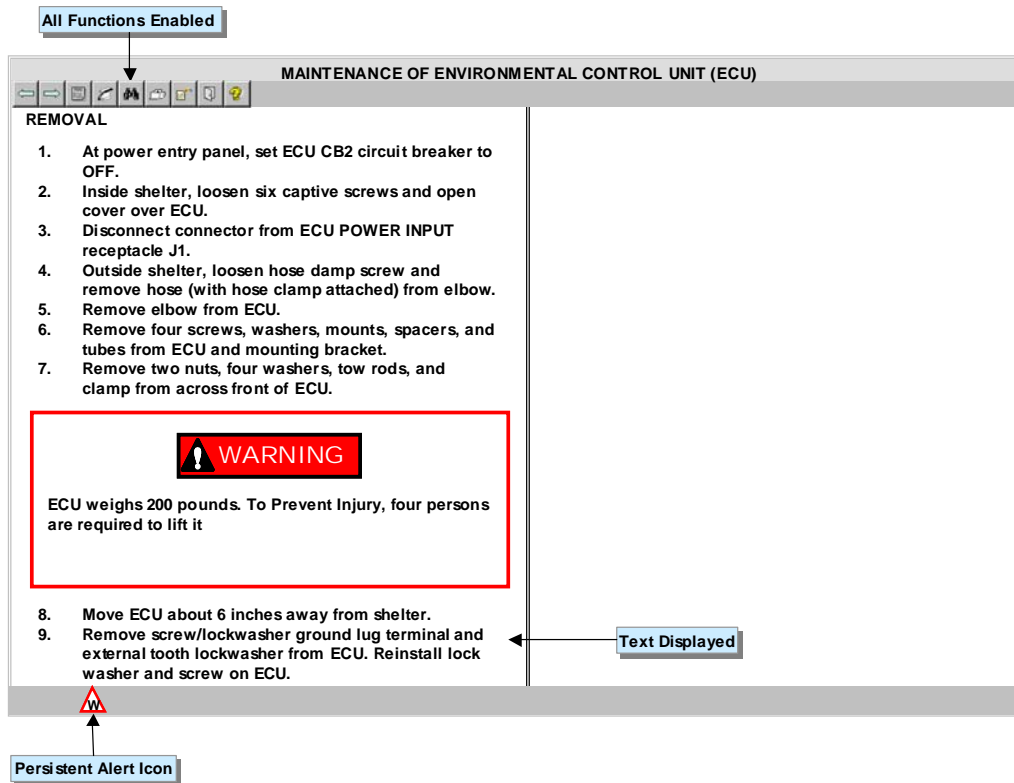 All Functions Enabled
MAINTENANCE OF ENVIRONMENTAL CONTROL UNIT (ECU)
REMOVAL
1. At power entry panel, set ECU CB2 circuit breaker to
OFF.
2. Inside shelter, loosen six captive screws and open
cover over ECU.
3. Disconnect connector from ECU POWER INPUT
receptacle J1.
4. Outside shelter, loosen hose damp screw and
remove hose (with hose clamp attached) from elbow.
5. Remove elbow from ECU.
6. Remove four screws, washers, mounts, spacers, and
tubes from ECU and mounting bracket.
7. Remove two nuts, four washers, tow rods, and
clamp from across front of ECU.
WARNING
ECU weighs 200 pounds. To Prevent Injury, four persons
are required to lift it
8. Move ECU about 6 inches away from shelter.
9. Remove screw/lockwasher ground lug terminal and
external tooth lockwasher from ECU. Reinstall lock
washer and screw on ECU.
Text Displayed
W
Persistent Alert Icon